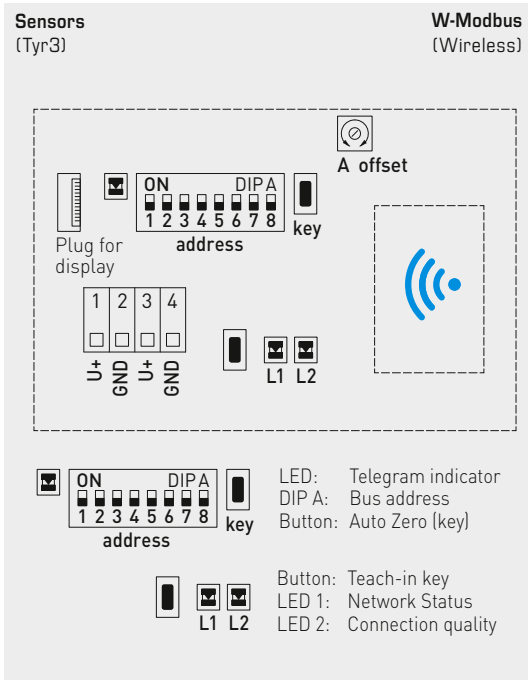 Sensors W-Modbus
(Tyr3) (Wireless)
A offset
ON DIP A
1 2 3 4 5 6 7 8
key
address
Plug for
display
1 2 3 4
U+ GND U+ GND
L1 L2
ON DIP A
1 2 3 4 5 6 7 8
key
address
LED: Telegram indicator
DIP A: Bus address
Button: Auto Zero (key)
L1 L2
Button: Teach-in key
LED 1: Network Status
LED 2: Connection quality